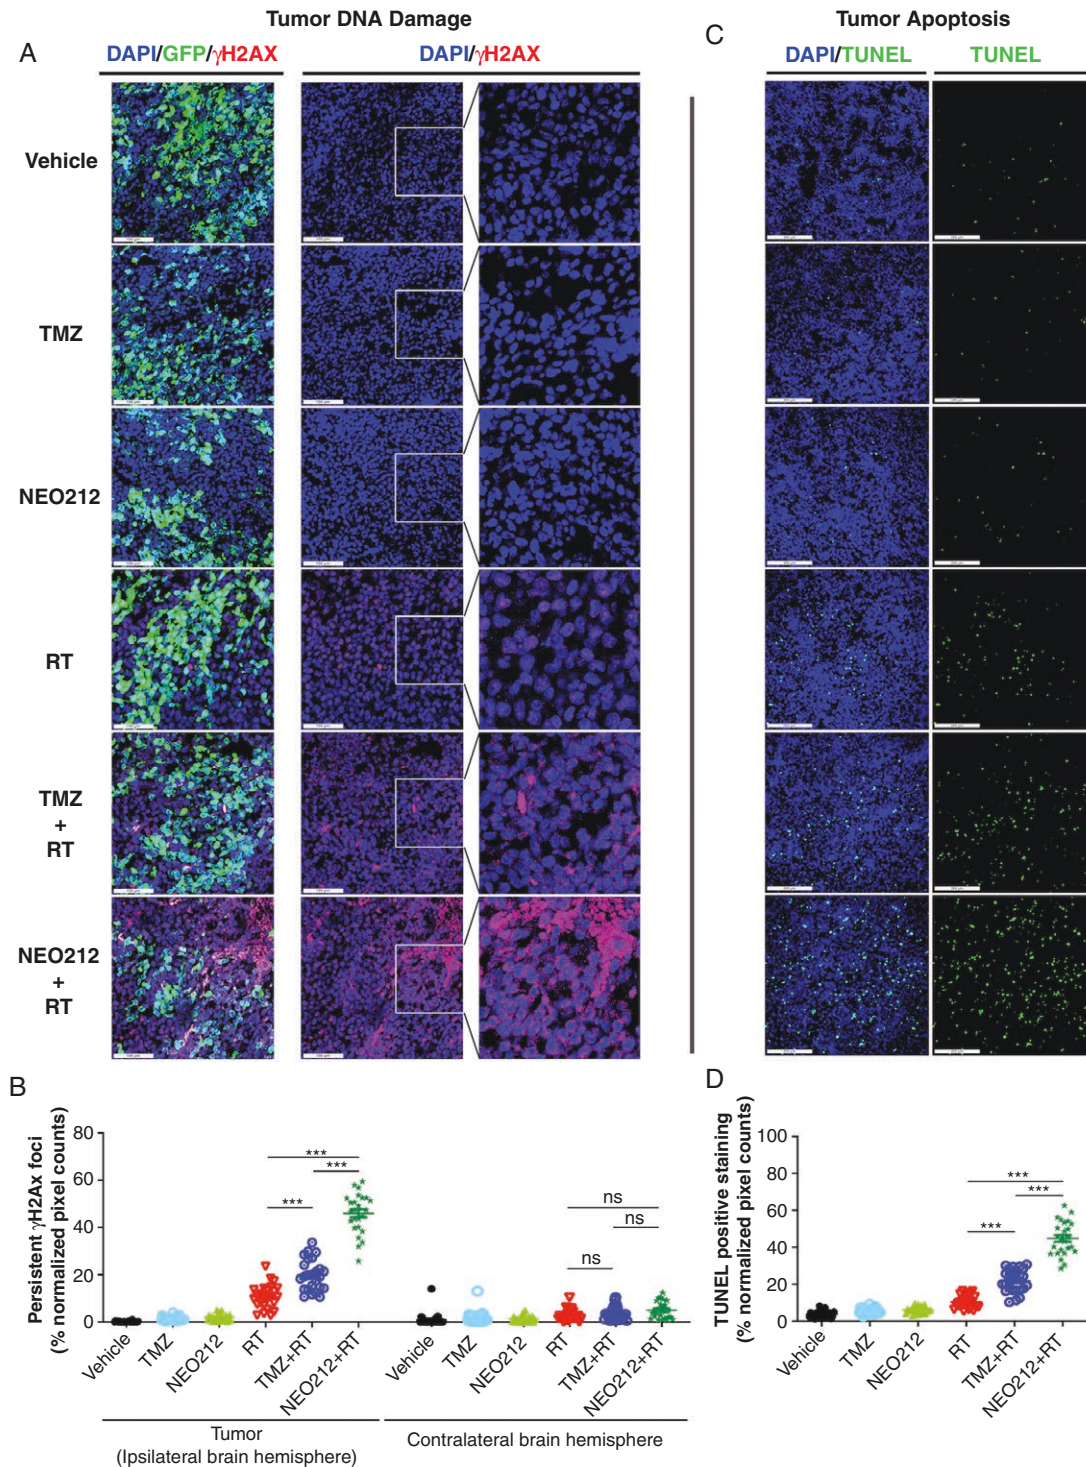 Tumor DNA Damage
Tumor Apoptosis
A
DAPI/GFP/γH2AX
DAPI/γH2AX
C
DAPI/TUNEL
TUNEL
Vehicle
TMZ
NEO212
RT
TMZ
+
RT
NEO212
+
RT
B
Persistent γH2Ax foci
(% normalized pixel counts)
80
60
40
20
0
***
***
***
ns
ns
ns
Vehicle
TMZ
NEO212
RT
TMZ+RT
NEO212+RT
Vehicle
TMZ
NEO212
RT
TMZ+RT
NEO212+RT
Tumor
(Ipsilateral brain hemisphere)
Contralateral brain hemisphere
D
TUNEL positive staining
(% normalized pixel counts)
100
80
60
40
20
0
***
***
***
Vehicle
TMZ
NEO212
RT
TMZ+RT
NEO212+RT